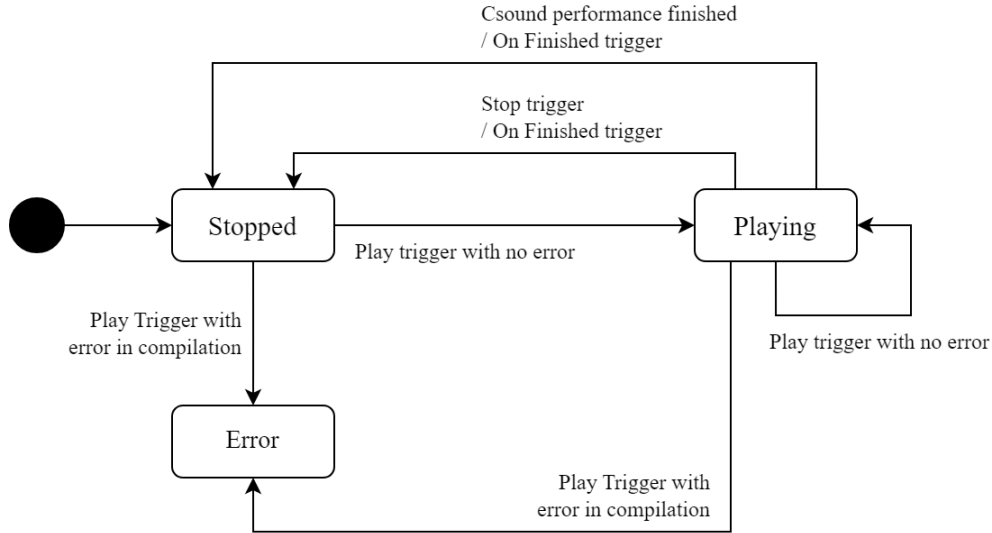 Csound performance finished
/ On Finished trigger
Stop trigger
/ On Finished trigger
Stopped
Playing
Play trigger with no error
Play Trigger with
error in compilation
Play trigger with no error
Error
Play Trigger with
error in compilation